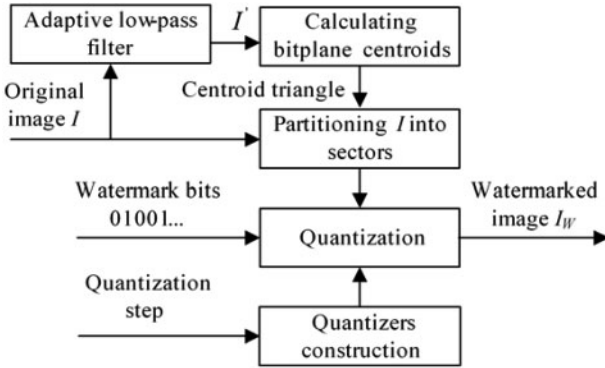 Adaptive low-pass
filter
I'
Calculating
bitplane centroids
Original
image I
Centroid triangle
Partitioning I into
sectors
Watermark bits
01001...
Quantization
Watermarked
image I_W
Quantization
step
Quantizers
construction